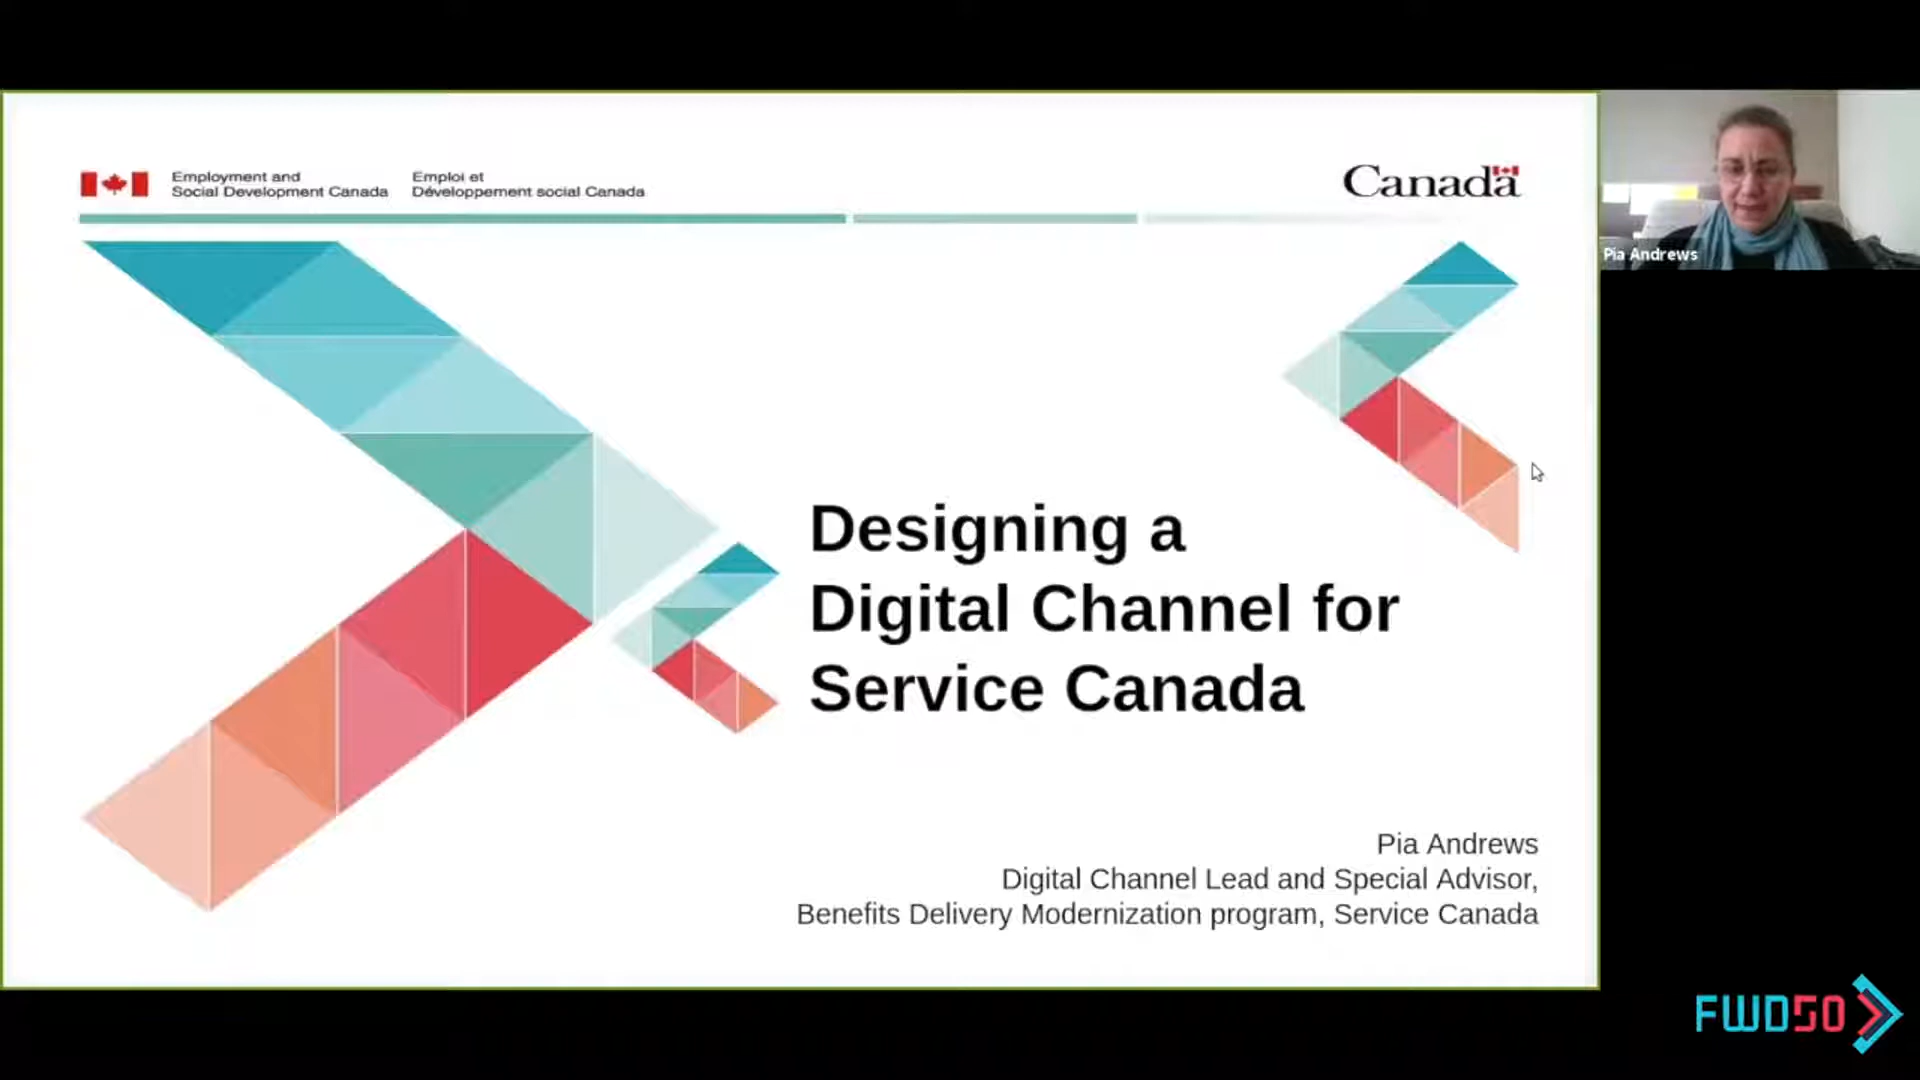 Employment and
Social Development Canada
Emploi et
Développement social Canada
Canada
Pia Andrews
Designing a
Digital Channel for
Service Canada
Pia Andrews
Digital Channel Lead and Special Advisor,
Benefits Delivery Modernization program, Service Canada
FWD50